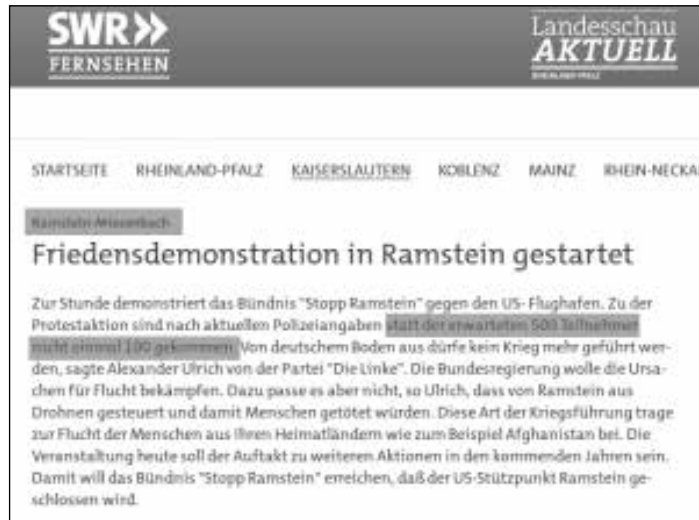 SWR>> Landesschau
FERNSEHEN AKTUELL
RHEINLAND-PFALZ
STARTSEITE RHEINLAND-PFALZ KAISERSLAUTERN KOBLENZ MAINZ RHEIN-NECKA
Ramstein-Miesenbach
Friedensdemonstration in Ramstein gestartet
Zur Stunde demonstriert das Bündnis "Stopp Ramstein" gegen den US- Flughafen. Zu der
Protestaktion sind nach aktuellen Polizeiangaben statt der erwarteten 500 Teilnehmer
nicht einmal 100 gekommen. Von deutschem Boden aus dürfe kein Krieg mehr geführt wer-
den, sagte Alexander Ulrich von der Partei "Die Linke". Die Bundesregierung wolle die Ursa-
chen für Flucht bekämpfen. Dazu passe es aber nicht, so Ulrich, dass von Ramstein aus
Drohnen gesteuert und damit Menschen getötet würden. Diese Art der Kriegsführung trage
zur Flucht der Menschen aus ihren Heimatländern wie zum Beispiel Afghanistan bei. Die
Veranstaltung heute soll der Auftakt zu weiteren Aktionen in den kommenden Jahren sein.
Damit will das Bündnis "Stopp Ramstein" erreichen, daß der US-Stützpunkt Ramstein ge-
schlossen wird.